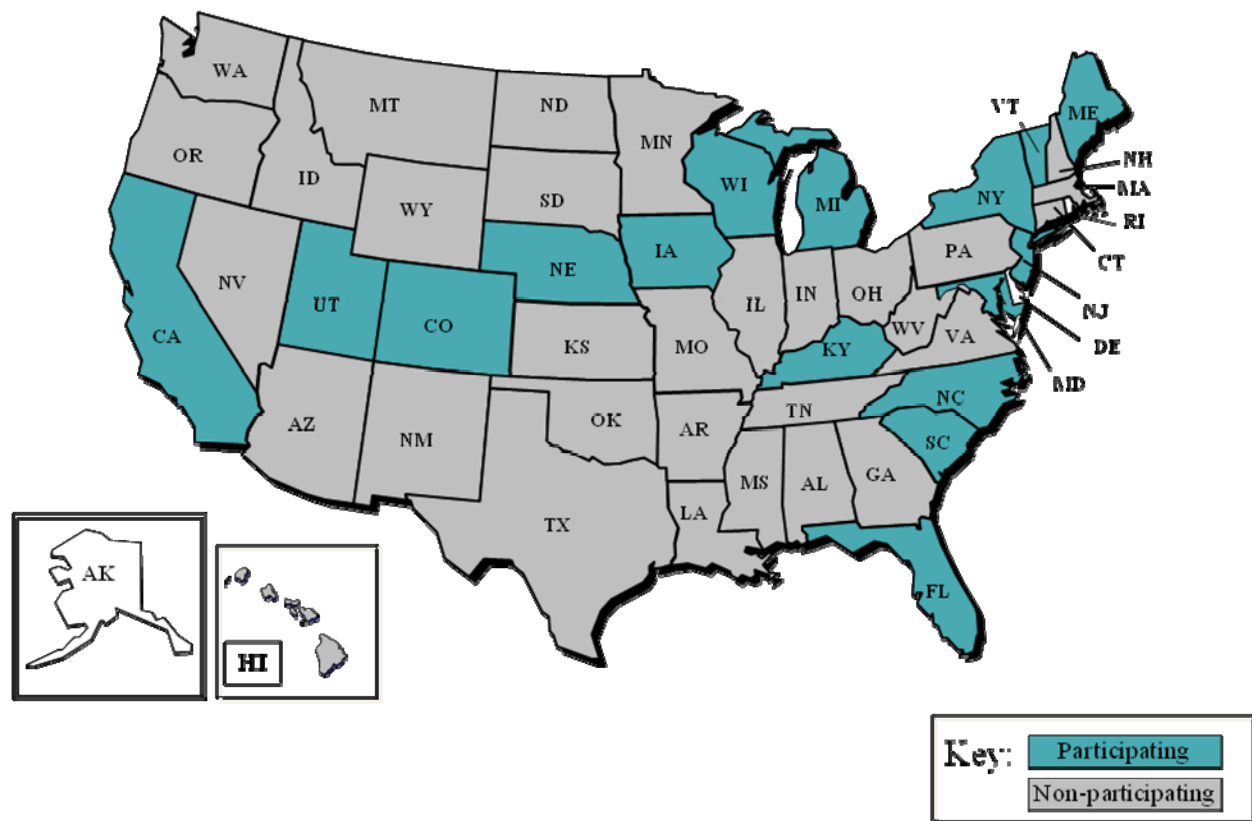 WA
MT
ND
MN
VT
ME
OR
ID
SD
WI
NH
MA
WY
MI
NY
RI
NV
NE
IA
PA
CT
UT
CO
IL
IN
OH
NJ
CA
KS
MO
KY
WV
VA
DE
MD
AZ
NM
OK
AR
TN
NC
SC
TX
LA
MS
AL
GA
FL
AK
HI
Key:
Participating
Non-participating